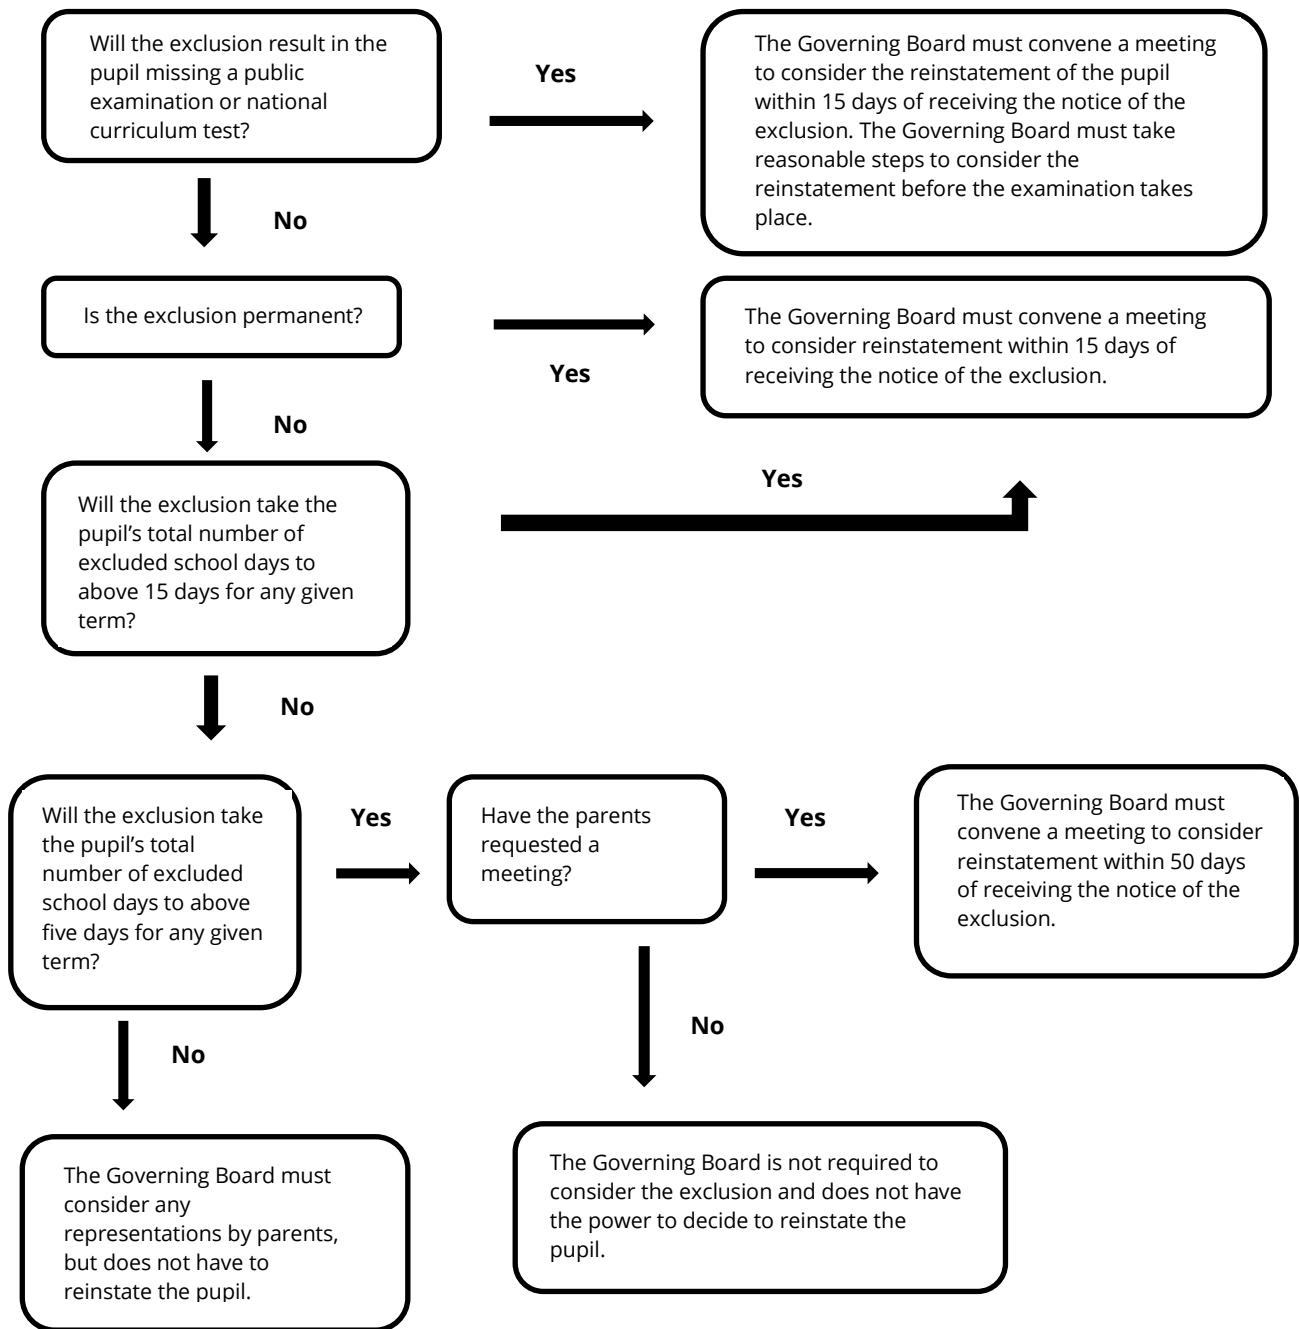 Will the exclusion result in the
pupil missing a public
examination or national
curriculum test?
Yes
The Governing Board must convene a meeting
to consider the reinstatement of the pupil
within 15 days of receiving the notice of the
exclusion. The Governing Board must take
reasonable steps to consider the
reinstatement before the examination takes
place.
No
Is the exclusion permanent?
Yes
The Governing Board must convene a meeting
to consider reinstatement within 15 days of
receiving the notice of the exclusion.
No
Will the exclusion take the
pupil’s total number of
excluded school days to
above 15 days for any given
term?
Yes
No
Will the exclusion take
the pupil’s total
number of excluded
school days to above
five days for any given
term?
Yes
Have the parents
requested a
meeting?
Yes
The Governing Board must
convene a meeting to consider
reinstatement within 50 days
of receiving the notice of the
exclusion.
No
No
The Governing Board must
consider any
representations by parents,
but does not have to
reinstate the pupil.
The Governing Board is not required to
consider the exclusion and does not have
the power to decide to reinstate the
pupil.